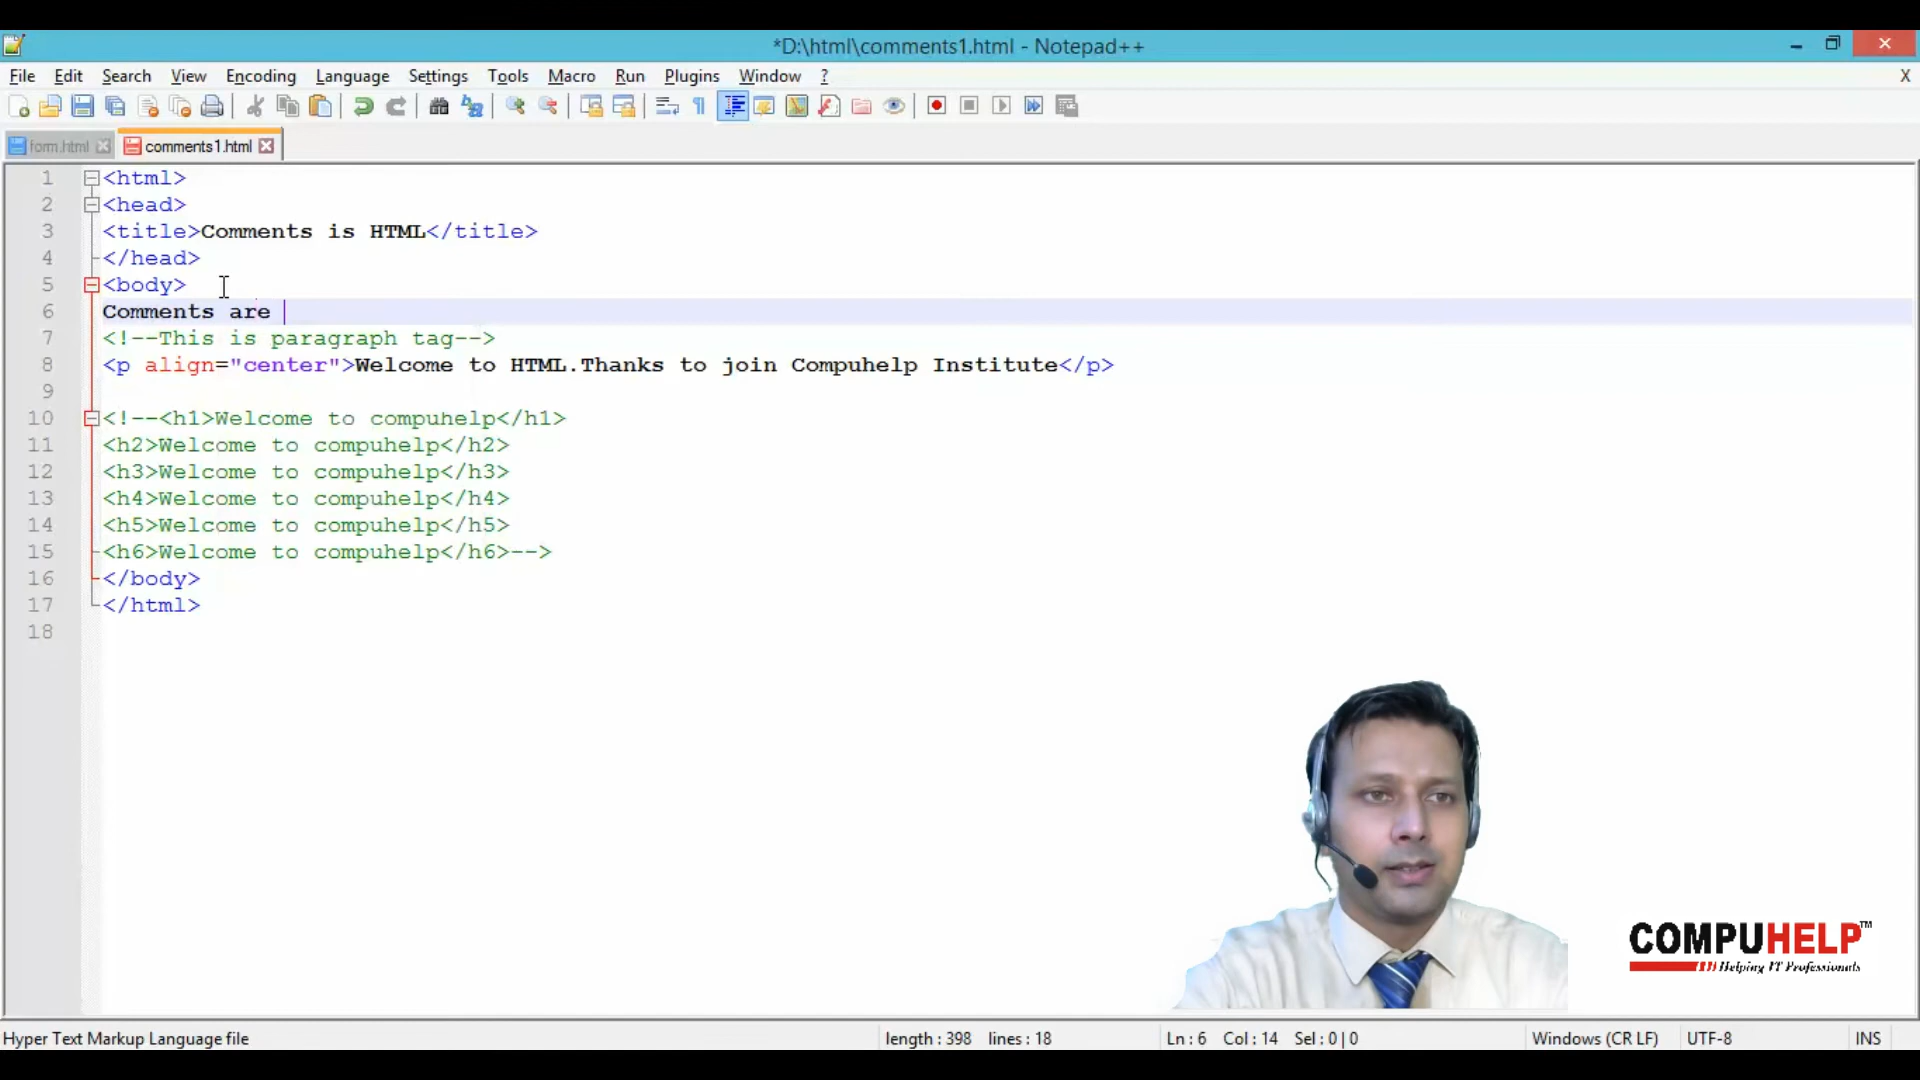 *D:\html\comments1.html - Notepad++
File Edit Search View Encoding Language Settings Tools Macro Run Plugins Window ? X
form.html comments1.html
1 <html>
2 <head>
3 <title>Comments is HTML</title>
4 </head>
5 <body>
6 Comments are
7 <!--This is paragraph tag-->
8 <p align="center">Welcome to HTML.Thanks to join Compuhelp Institute</p>
9
10 <!--<h1>Welcome to compuhelp</h1>
11 <h2>Welcome to compuhelp</h2>
12 <h3>Welcome to compuhelp</h3>
13 <h4>Welcome to compuhelp</h4>
14 <h5>Welcome to compuhelp</h5>
15 <h6>Welcome to compuhelp</h6>-->
16 </body>
17 </html>
18
COMPUHELP™
Helping IT Professionals
Hyper Text Markup Language file length : 398 lines : 18 Ln : 6 Col : 14 Sel : 0 | 0 Windows (CR LF) UTF-8 INS